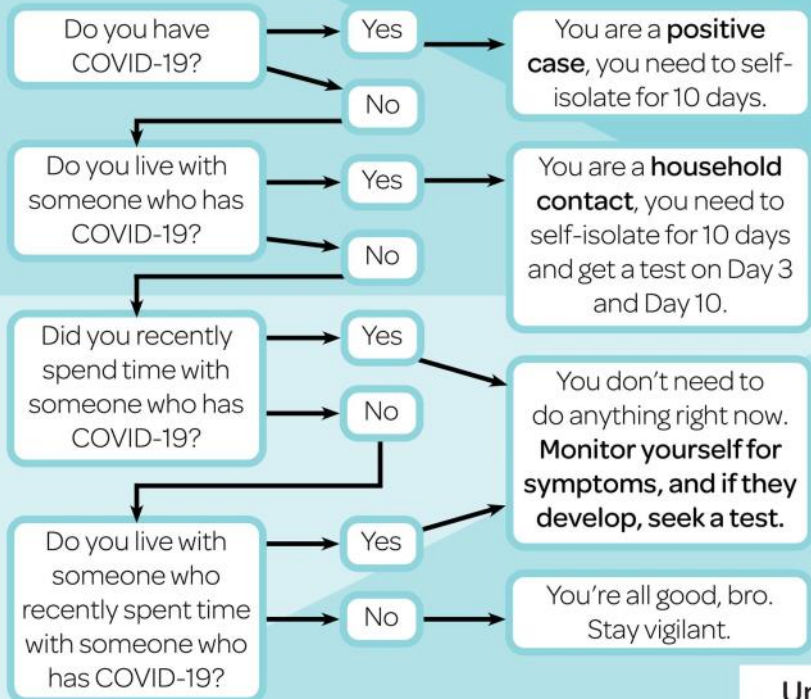 Do you have
COVID-19?
Yes
You are a positive
case, you need to self-
isolate for 10 days.
No
Do you live with
someone who has
COVID-19?
Yes
You are a household
contact, you need to
self-isolate for 10 days
and get a test on Day 3
and Day 10.
No
Did you recently
spend time with
someone who has
COVID-19?
Yes
No
You don't need to
do anything right now.
Monitor yourself for
symptoms, and if they
develop, seek a test.
Do you live with
someone who
recently spent time
with someone who
has COVID-19?
Yes
No
You're all good, bro.
Stay vigilant.